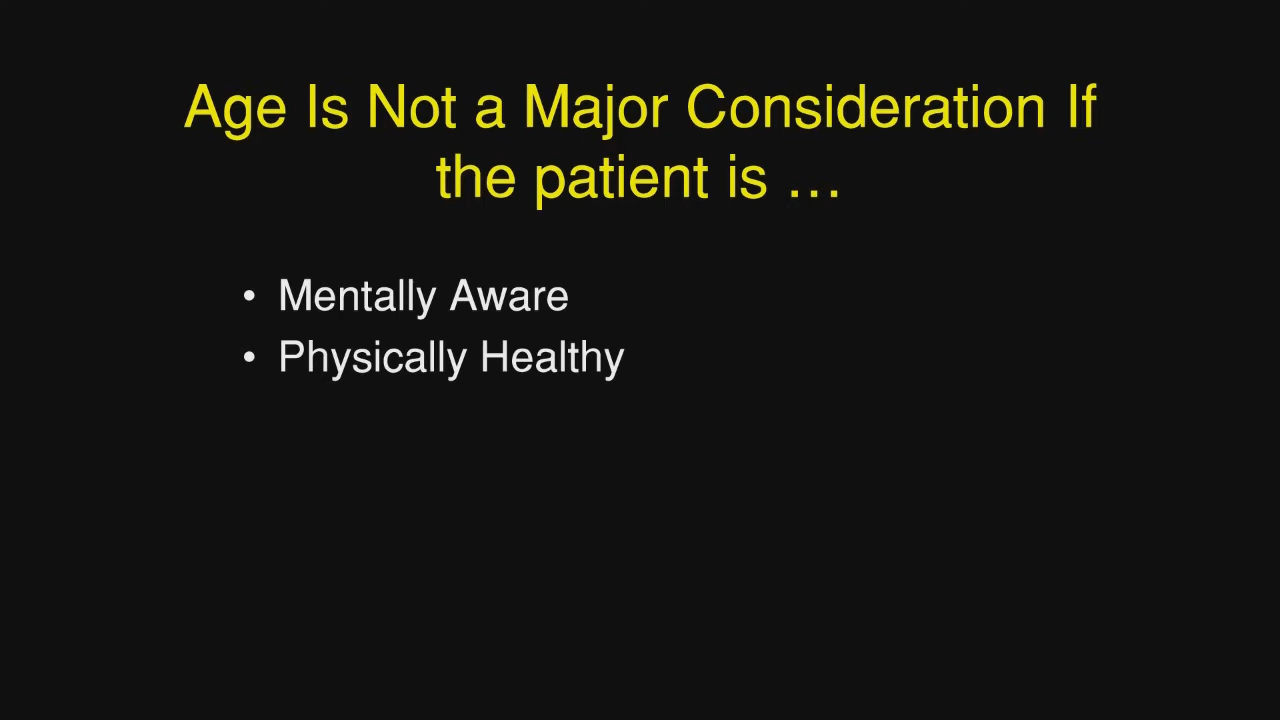 Age Is Not a Major Consideration If
the patient is …
• Mentally Aware
• Physically Healthy